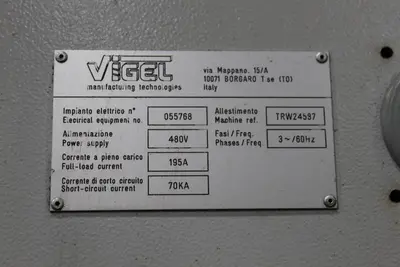 VIGEL
manufacturing technologies
via Mappano, 15/A
10071 BORGARO T.se (TO)
Italy
Impianto elettrico n°
Electrical equipment no.
055768
Allestimento
Machine ref.
TRW24597
Alimentazione
Power supply
480V
Fasi / Freq.
Phases / Freq.
3~/60Hz
Corrente a pieno carico
Full-load current
195A
Corrente di corto circuito
Short-circuit current
70KA